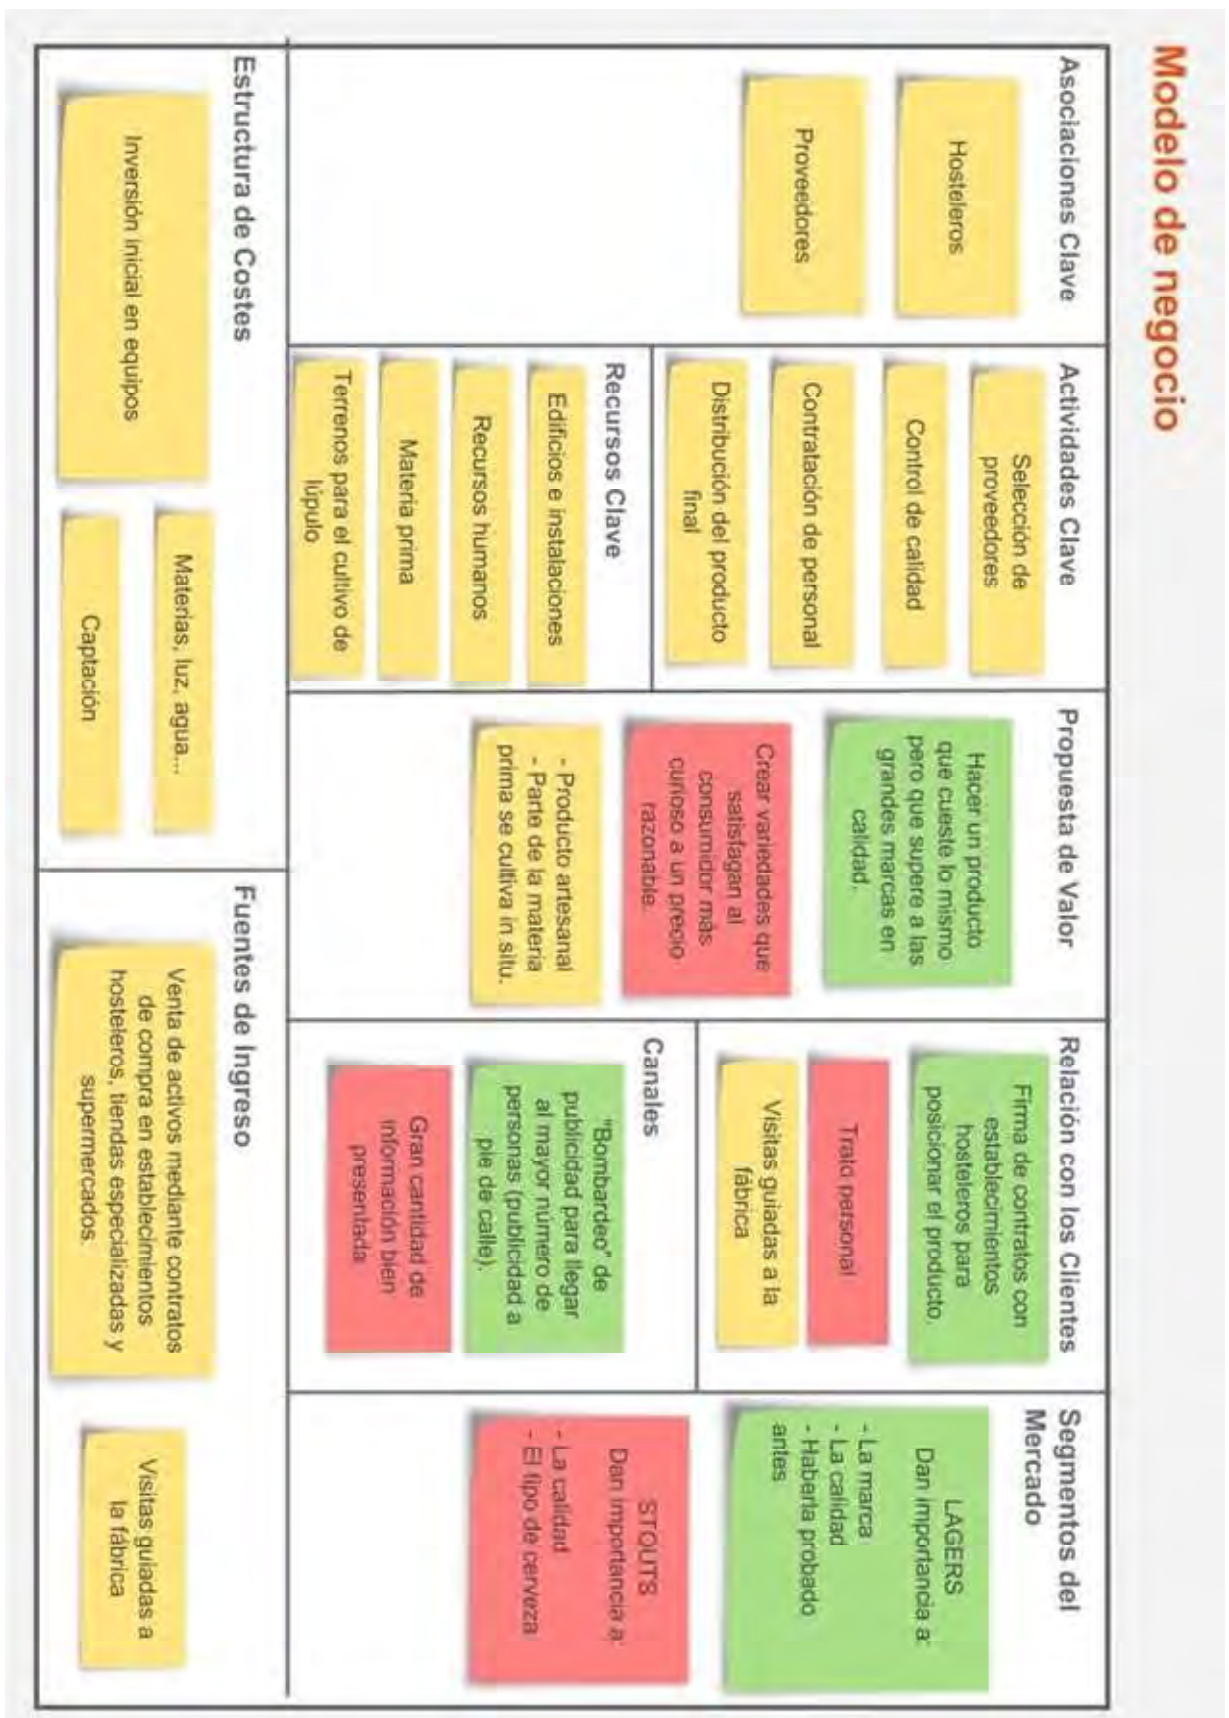 Modelo de negocio
Asociaciones Clave
Hosteleros
Proveedores
Actividades Clave
Selección de
proveedores
Control de calidad
Contratación de personal
Distribución del producto
final
Recursos Clave
Edificios e instalaciones
Recursos humanos
Materia prima
Terrenos para el cultivo de
lúpulo
Propuesta de Valor
Hacer un producto
que cueste lo mismo
pero que supere a las
grandes marcas en
calidad.
Crear variedades que
satisfagan al
consumidor más
curioso a un precio
razonable.
- Producto artesanal
- Parte de la materia
prima se cultiva in situ.
Relación con los Clientes
Firma de contratos con
establecimientos
hosteleros para
posicionar el producto.
Trato personal
Visitas guiadas a la
fábrica
Canales
"Bombardeo" de
publicidad para llegar
al mayor número de
personas (publicidad a
pie de calle).
Gran cantidad de
información bien
presentada
Segmentos del
Mercado
LAGERS
Dan importancia a:
- La marca
- La calidad
- Haberla probado
antes
STOUTS
Dan importancia a:
- La calidad
- El tipo de cerveza
Estructura de Costes
Inversión inicial en equipos
Materias, luz, agua...
Captación
Fuentes de Ingreso
Venta de activos mediante contratos
de compra en establecimientos
hosteleros, tiendas especializadas y
supermercados.
Visitas guiadas a
la fábrica